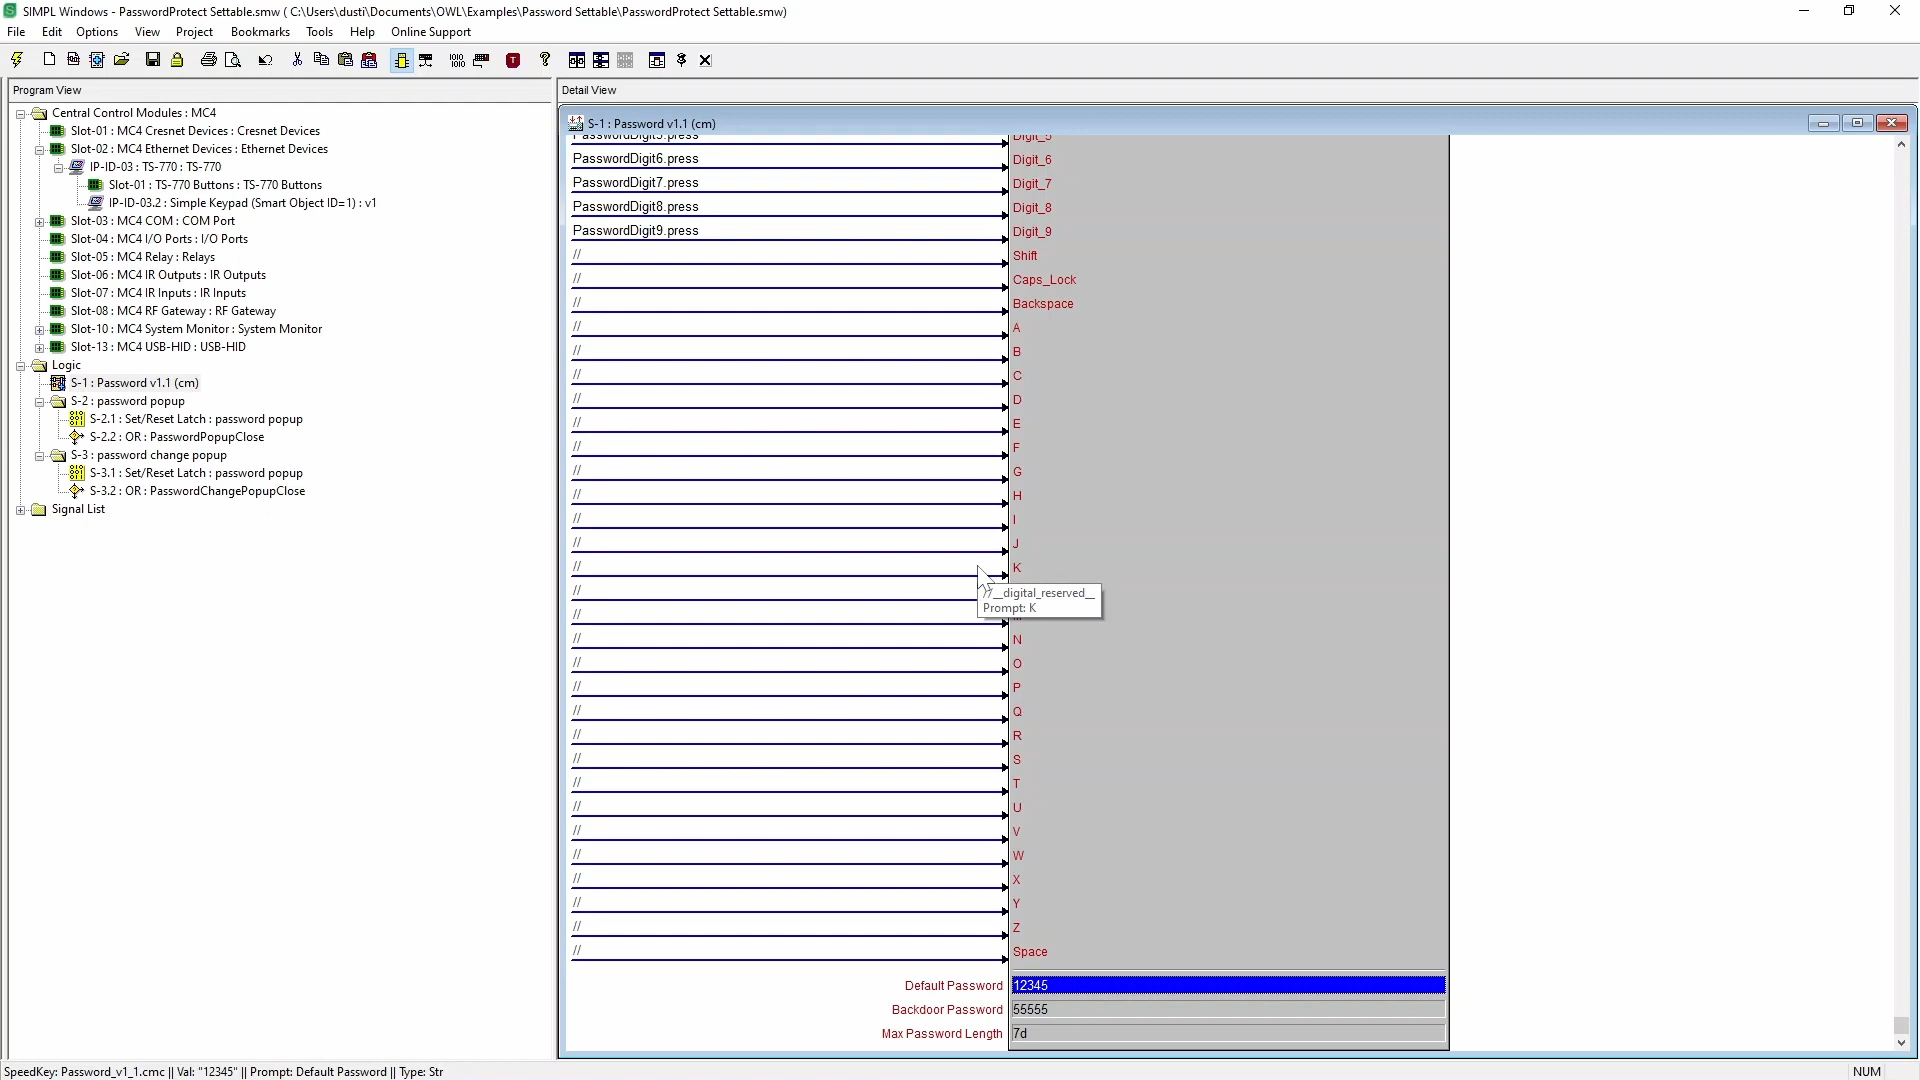 SIMPL Windows - PasswordProtect Settable.smw ( C:\Users\dusti\Documents\OWL\Examples\Password Settable\PasswordProtect Settable.smw)
File Edit Options View Project Bookmarks Tools Help Online Support
Program View
Central Control Modules : MC4
Slot-01 : MC4 Cresnet Devices : Cresnet Devices
Slot-02 : MC4 Ethernet Devices : Ethernet Devices
IP-ID-03 : TS-770 : TS-770
Slot-01 : TS-770 Buttons : TS-770 Buttons
IP-ID-03.2 : Simple Keypad (Smart Object ID=1) : v1
Slot-03 : MC4 COM : COM Port
Slot-04 : MC4 I/O Ports : I/O Ports
Slot-05 : MC4 Relay : Relays
Slot-06 : MC4 IR Outputs : IR Outputs
Slot-07 : MC4 IR Inputs : IR Inputs
Slot-08 : MC4 RF Gateway : RF Gateway
Slot-10 : MC4 System Monitor : System Monitor
Slot-13 : MC4 USB-HID : USB-HID
Logic
S-1 : Password v1.1 (cm)
S-2 : password popup
S-2.1 : Set/Reset Latch : password popup
S-2.2 : OR : PasswordPopupClose
S-3 : password change popup
S-3.1 : Set/Reset Latch : password popup
S-3.2 : OR : PasswordChangePopupClose
Signal List
Detail View
S-1 : Password v1.1 (cm)
PasswordDigit5.press Digit_5
PasswordDigit6.press Digit_6
PasswordDigit7.press Digit_7
PasswordDigit8.press Digit_8
PasswordDigit9.press Digit_9
// Shift
// Caps_Lock
// Backspace
// A
// B
// C
// D
// E
// F
// G
// H
// I
// J
// K
//
//__digital_reserved__
Prompt: K
//
// N
// O
// P
// Q
// R
// S
// T
// U
// V
// W
// X
// Y
// Z
// Space
Default Password 12345
Backdoor Password 55555
Max Password Length 7d
SpeedKey: Password_v1_1.cmc || Val: "12345" || Prompt: Default Password || Type: Str
NUM